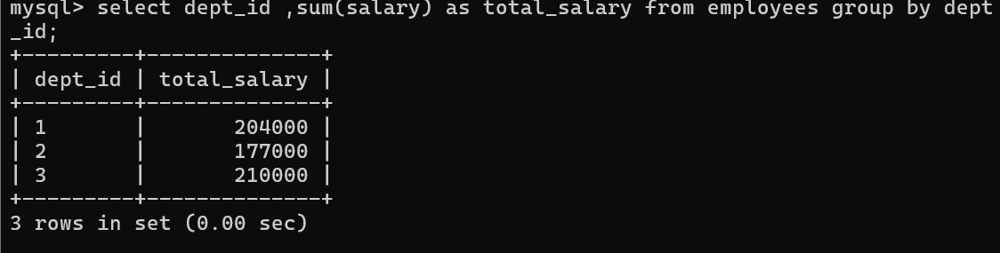 mysql> select dept_id ,sum(salary) as total_salary from employees group by dept
_id;
+---------+--------------+
| dept_id | total_salary |
+---------+--------------+
| 1       |       204000 |
| 2       |       177000 |
| 3       |       210000 |
+---------+--------------+
3 rows in set (0.00 sec)